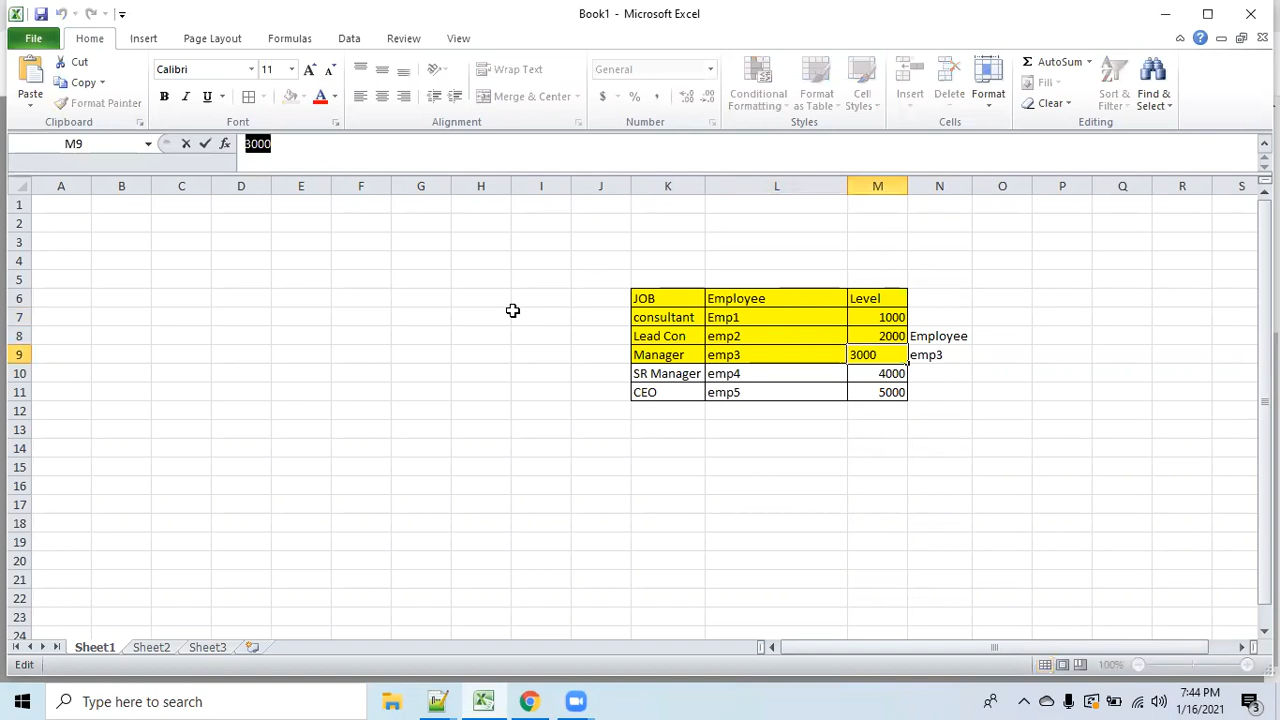 Book1 - Microsoft Excel
File Home Insert Page Layout Formulas Data Review View
Paste
Cut
Copy
Format Painter
Clipboard
Calibri 11
B I U A
Font
Wrap Text
Merge & Center
Alignment
General
$ % ,
Number
Conditional Formatting
Format as Table
Cell Styles
Styles
Insert Delete Format
Cells
AutoSum
Fill
Clear
Sort & Filter
Find & Select
Editing
M9 fx 3000
A B C D E F G H I J K L M N O P Q R S
1
2
3
4
5
6 JOB Employee Level
7 consultant Emp1 1000
8 Lead Con emp2 2000 Employee
9 Manager emp3 3000 emp3
10 SR Manager emp4 4000
11 CEO emp5 5000
12
13
14
15
16
17
18
19
20
21
22
23
24
Sheet1 Sheet2 Sheet3
Edit 100%
Type here to search
7:44 PM
1/16/2021
3